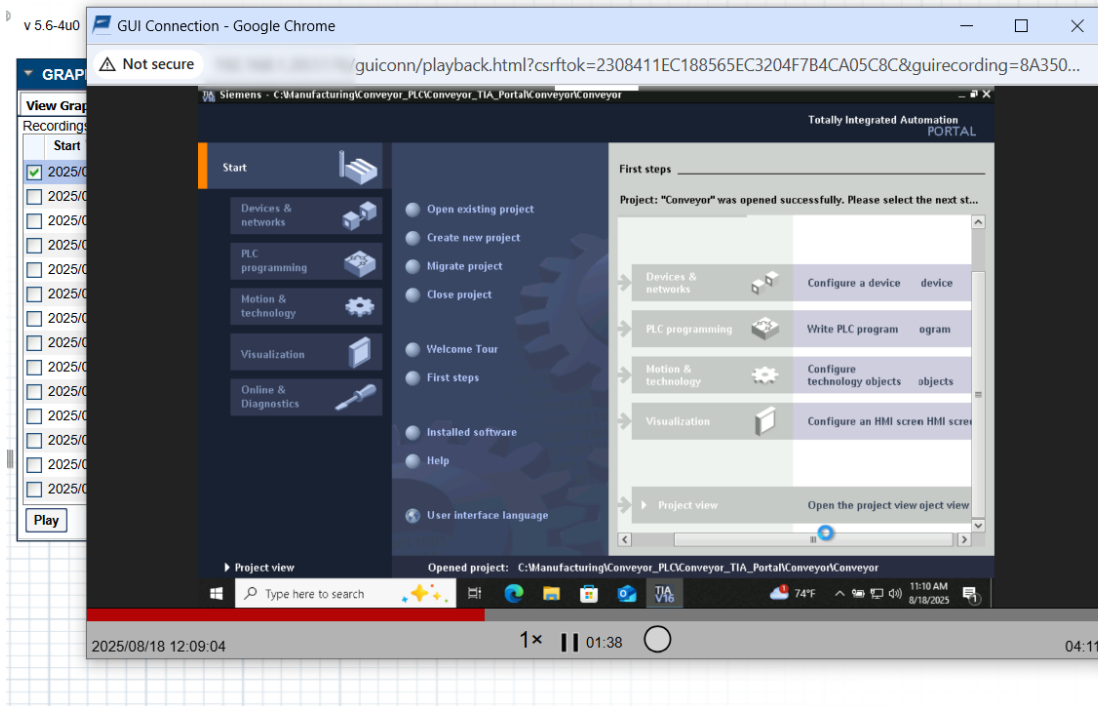 v 5.6-4u0
GUI Connection - Google Chrome
Not secure
/guiconn/playback.html?csrftok=2308411EC188565EC3204F7B4CA05C8C&guirecording=8A350...
GRAP
View Grap
Recordings
Start
2025/0
2025/0
2025/0
2025/0
2025/0
2025/0
2025/0
2025/0
2025/0
2025/0
2025/0
2025/0
2025/0
2025/0
Play
Siemens - C:\Manufacturing\Conveyor_PLC\Conveyor_TIA_Portal\Conveyor\Conveyor
Totally Integrated Automation
PORTAL
Start
Devices &
networks
PLC
programming
Motion &
technology
Visualization
Online &
Diagnostics
Open existing project
Create new project
Migrate project
Close project
Welcome Tour
First steps
Installed software
Help
User interface language
First steps
Project: "Conveyor" was opened successfully. Please select the next st...
Devices &
networks
Configure a device device
PLC programming
Write PLC program ogram
Motion &
technology
Configure
technology objects objects
Visualization
Configure an HMI screen HMI scree
Project view
Open the project view oject view
Project view
Opened project: C:\Manufacturing\Conveyor_PLC\Conveyor_TIA_Portal\Conveyor\Conveyor
Type here to search
TIA
V16
74°F
11:10 AM
8/18/2025
1
2025/08/18 12:09:04
1×
01:38
04:11